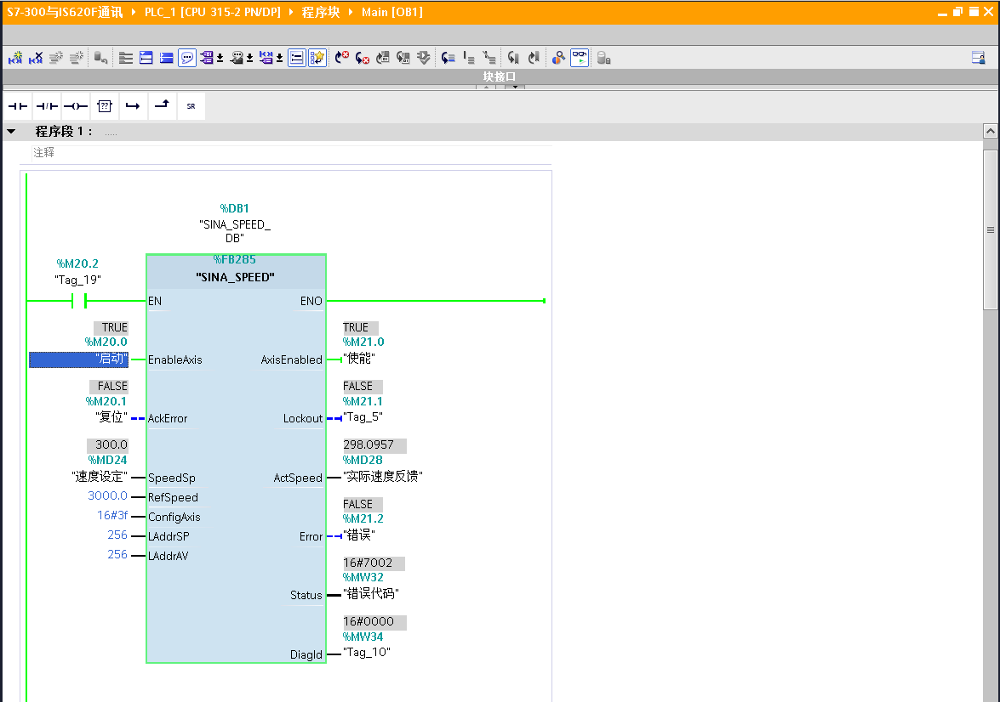 S7-300与IS620F通讯 ▸ PLC_1 [CPU 315-2 PN/DP] ▸ 程序块 ▸ Main [OB1]
块接口
??
SR
程序段 1： .....
注释
%DB1
"SINA_SPEED_
DB"
%M20.2
"Tag_19"
%FB285
"SINA_SPEED"
EN
ENO
TRUE
%M20.0
"启动"
EnableAxis
TRUE
%M21.0
AxisEnabled
"使能"
FALSE
%M20.1
"复位"
AckError
FALSE
%M21.1
Lockout
"Tag_5"
300.0
%MD24
"速度设定"
SpeedSp
298.0957
%MD28
ActSpeed
"实际速度反馈"
3000.0
RefSpeed
16#3f
ConfigAxis
256
LAddrSP
256
LAddrAV
FALSE
%M21.2
Error
"错误"
16#7002
%MW32
Status
"错误代码"
16#0000
%MW34
DiagId
"Tag_10"